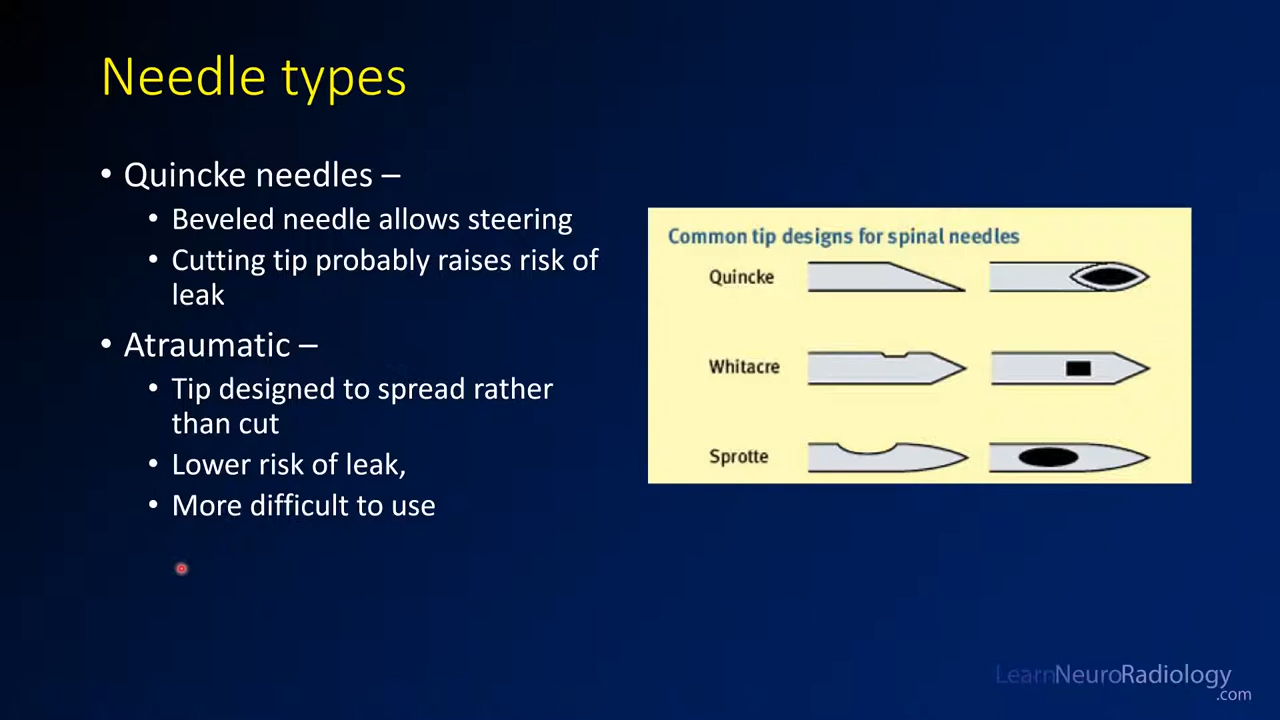 Needle types
• Quincke needles –
• Beveled needle allows steering
• Cutting tip probably raises risk of
leak
• Atraumatic –
• Tip designed to spread rather
than cut
• Lower risk of leak,
• More difficult to use
Common tip designs for spinal needles
Quincke
Whitacre
Sprotte
LearnNeuroRadiology
.com